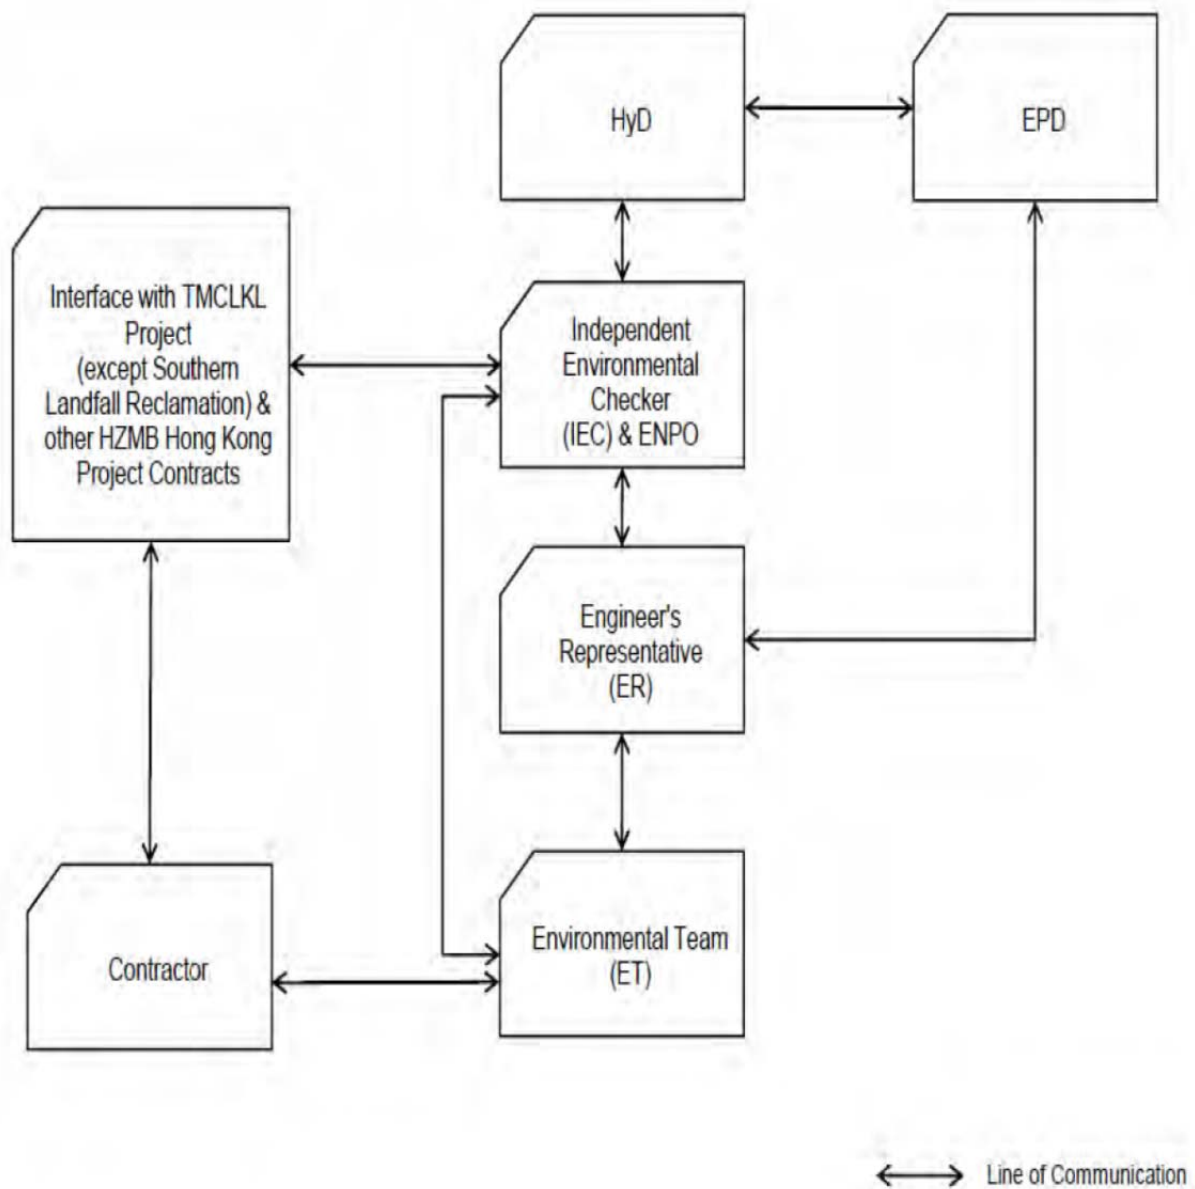 HyD
EPD
Interface with TMCLKL
Project
(except Southern
Landfall Reclamation) &
other HZMB Hong Kong
Project Contracts
Independent
Environmental
Checker
(IEC) & ENPO
Engineer's
Representative
(ER)
Contractor
Environmental Team
(ET)
Line of Communication